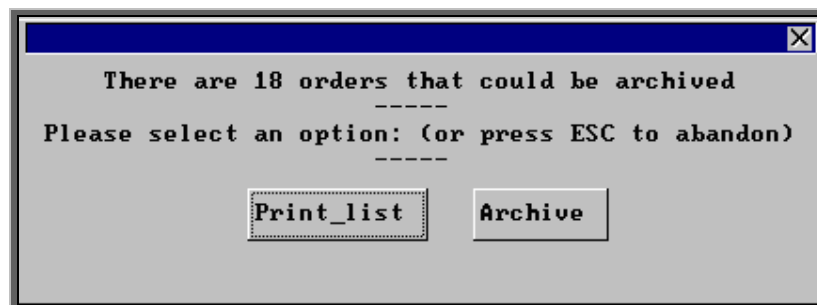 There are 18 orders that could be archived
-----
Please select an option: (or press ESC to abandon)
-----
Print_list Archive